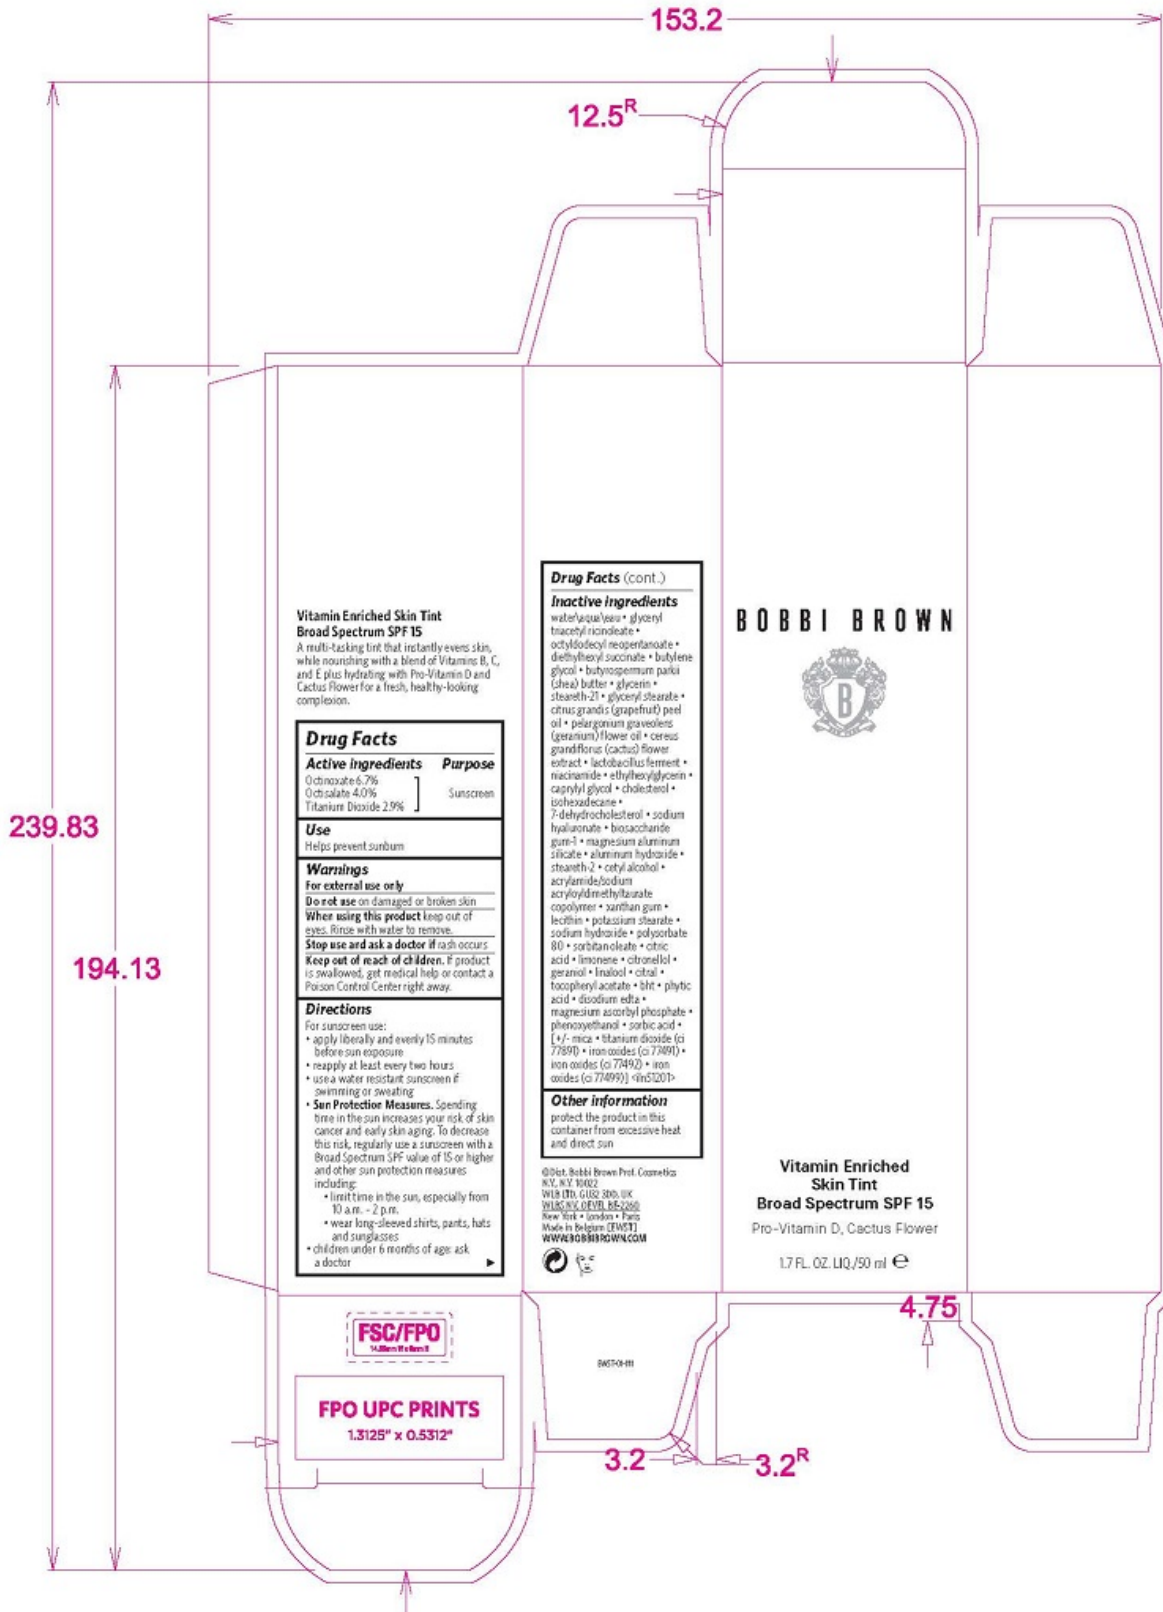 153.2
12.5R
239.83
194.13
Vitamin Enriched Skin Tint
Broad Spectrum SPF 15
A multi-tasking tint that instantly evens skin,
while nourishing with a blend of Vitamins B, C,
and E plus hydrating with Pro-Vitamin D and
Cactus Flower for a fresh, healthy-looking
complexion.
Drug Facts
Active ingredients Purpose
Octinoxate 6.7%
Octisalate 4.0% Sunscreen
Titanium Dioxide 2.9%
Use
Helps prevent sunburn
Warnings
For external use only
Do not use on damaged or broken skin
When using this product keep out of
eyes. Rinse with water to remove.
Stop use and ask a doctor if rash occurs
Keep out of reach of children. If product
is swallowed, get medical help or contact a
Poison Control Center right away.
Directions
For sunscreen use:
• apply liberally and evenly 15 minutes
before sun exposure
• reapply at least every two hours
• use a water resistant sunscreen if
swimming or sweating
• Sun Protection Measures. Spending
time in the sun increases your risk of skin
cancer and early skin aging. To decrease
this risk, regularly use a sunscreen with a
Broad Spectrum SPF value of 15 or higher
and other sun protection measures
including:
• limit time in the sun, especially from
10 a.m. - 2 p.m.
• wear long-sleeved shirts, pants, hats
and sunglasses
• children under 6 months of age: ask
a doctor
Drug Facts (cont.)
Inactive ingredients
water\aqua\eau • glyceryl
triacetyl ricinoleate •
octyldodecyl neopentanoate •
diethylhexyl succinate • butylene
glycol • butyrospermum parkii
(shea) butter • glycerin •
steareth-21 • glyceryl stearate •
citrus grandis (grapefruit) peel
oil • pelargonium graveolens
(geranium) flower oil • cereus
grandiflorus (cactus) flower
extract • lactobacillus ferment •
niacinamide • ethylhexylglycerin •
caprylyl glycol • cholesterol •
isohexadecane •
7-dehydrocholesterol • sodium
hyaluronate • biosaccharide
gum-1 • magnesium aluminum
silicate • aluminum hydroxide •
steareth-2 • cetyl alcohol •
acrylamide/sodium
acryloyldimethyltaurate
copolymer • xanthan gum •
lecithin • potassium stearate •
sodium hydroxide • polysorbate
80 • sorbitan oleate • citric
acid • limonene • citronellol •
geraniol • linalool • citral •
tocopheryl acetate • bht • phytic
acid • disodium edta •
magnesium ascorbyl phosphate •
phenoxyethanol • sorbic acid •
[+/- mica • titanium dioxide (ci
77891) • iron oxides (ci 77491) •
iron oxides (ci 77492) • iron
oxides (ci 77499)] <iln51201>
Other information
protect the product in this
container from excessive heat
and direct sun
©Dist. Bobbi Brown Prof. Cosmetics
N.Y., N.Y. 10022
WLB LTD, GU32 3DD, UK
WLBS NV, OEVEL BE-2260
New York • London • Paris
Made in Belgium [EWST]
WWW.BOBBIBROWN.COM
BOBBI BROWN
B
Vitamin Enriched
Skin Tint
Broad Spectrum SPF 15
Pro-Vitamin D, Cactus Flower
1.7 FL. OZ. LIQ./50 ml e
4.75
FSC/FPO
FPO UPC PRINTS
1.3125" x 0.5312"
3.2
3.2R